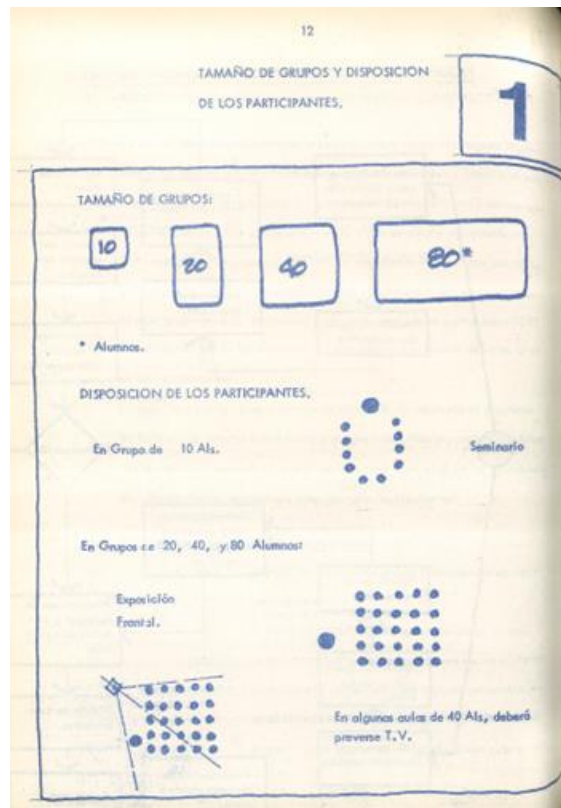 12
TAMAÑO DE GRUPOS Y DISPOSICION
DE LOS PARTICIPANTES.
1
TAMAÑO DE GRUPOS:
10
20
40
80*
* Alumnos.
DISPOSICION DE LOS PARTICIPANTES.
En Grupo de 10 Als.
Seminario
En Grupos de 20, 40, y 80 Alumnos:
Exposición
Frontal.
En algunas aulas de 40 Als, deberá
preverse T.V.